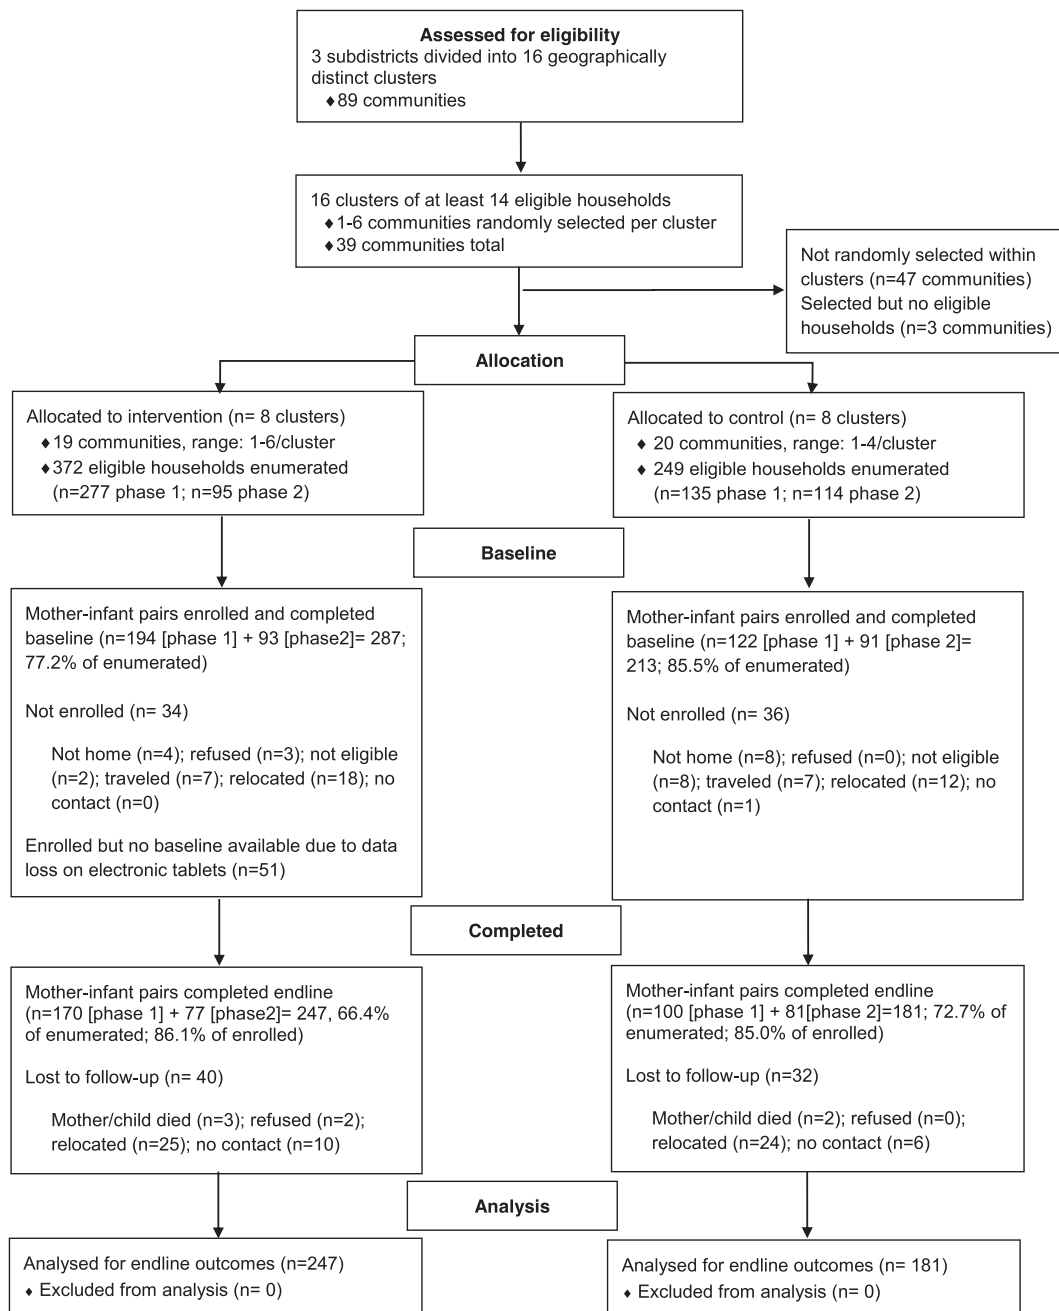 Assessed for eligibility
3 subdistricts divided into 16 geographically
distinct clusters
♦89 communities
16 clusters of at least 14 eligible households
♦1-6 communities randomly selected per cluster
♦39 communities total
Not randomly selected within
clusters (n=47 communities)
Selected but no eligible
households (n=3 communities)
Allocation
Allocated to intervention (n= 8 clusters)
♦19 communities, range: 1-6/cluster
♦372 eligible households enumerated
(n=277 phase 1; n=95 phase 2)
Allocated to control (n= 8 clusters)
♦ 20 communities, range: 1-4/cluster
♦ 249 eligible households enumerated
(n=135 phase 1; n=114 phase 2)
Baseline
Mother-infant pairs enrolled and completed
baseline (n=194 [phase 1] + 93 [phase2]= 287;
77.2% of enumerated)
Not enrolled (n= 34)
Not home (n=4); refused (n=3); not eligible
(n=2); traveled (n=7); relocated (n=18); no
contact (n=0)
Enrolled but no baseline available due to data
loss on electronic tablets (n=51)
Mother-infant pairs enrolled and completed
baseline (n=122 [phase 1] + 91 [phase 2]=
213; 85.5% of enumerated)
Not enrolled (n= 36)
Not home (n=8); refused (n=0); not eligible
(n=8); traveled (n=7); relocated (n=12); no
contact (n=1)
Completed
Mother-infant pairs completed endline
(n=170 [phase 1] + 77 [phase2]= 247, 66.4%
of enumerated; 86.1% of enrolled)
Lost to follow-up (n= 40)
Mother/child died (n=3); refused (n=2);
relocated (n=25); no contact (n=10)
Mother-infant pairs completed endline
(n=100 [phase 1] + 81[phase 2]=181; 72.7% of
enumerated; 85.0% of enrolled)
Lost to follow-up (n=32)
Mother/child died (n=2); refused (n=0);
relocated (n=24); no contact (n=6)
Analysis
Analysed for endline outcomes (n=247)
♦ Excluded from analysis (n= 0)
Analysed for endline outcomes (n= 181)
♦ Excluded from analysis (n= 0)